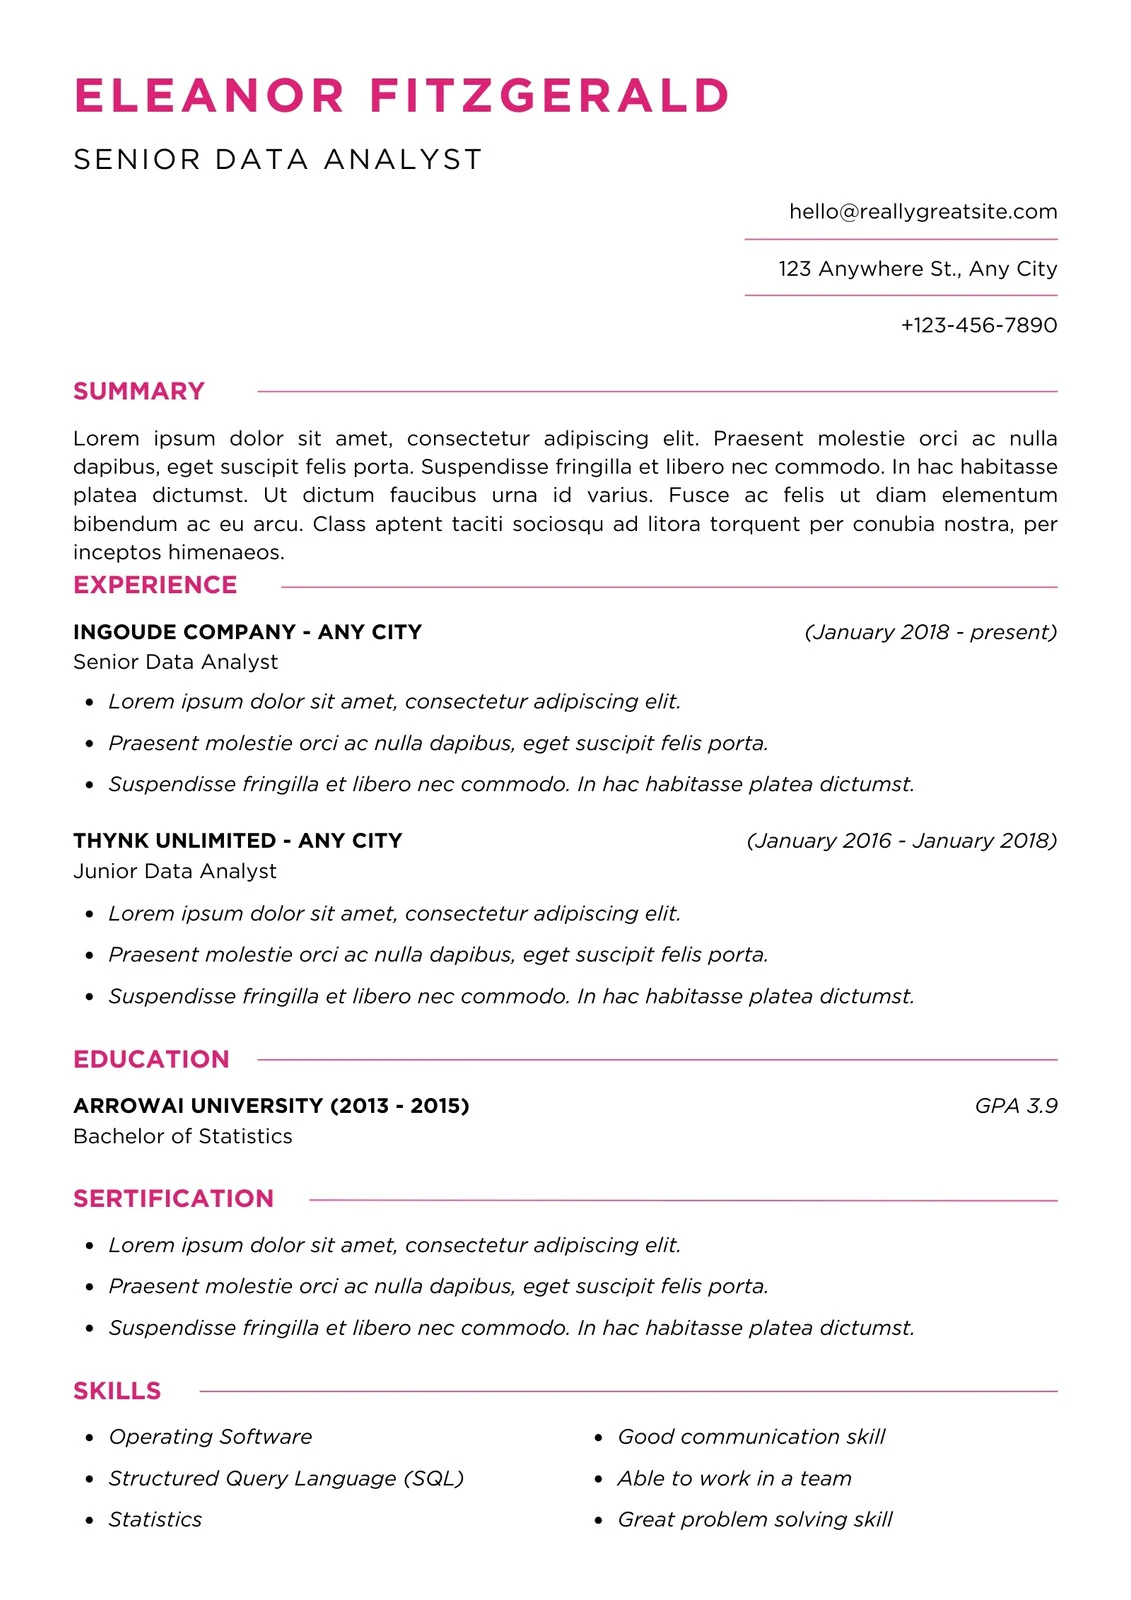 ELEANOR FITZGERALD
SENIOR DATA ANALYST
hello@reallygreatsite.com
123 Anywhere St., Any City
+123-456-7890
SUMMARY
Lorem ipsum dolor sit amet, consectetur adipiscing elit. Praesent molestie orci ac nulla
dapibus, eget suscipit felis porta. Suspendisse fringilla et libero nec commodo. In hac habitasse
platea dictumst. Ut dictum faucibus urna id varius. Fusce ac felis ut diam elementum
bibendum ac eu arcu. Class aptent taciti sociosqu ad litora torquent per conubia nostra, per
inceptos himenaeos.
EXPERIENCE
INGOUDE COMPANY - ANY CITY (January 2018 - present)
Senior Data Analyst
• Lorem ipsum dolor sit amet, consectetur adipiscing elit.
• Praesent molestie orci ac nulla dapibus, eget suscipit felis porta.
• Suspendisse fringilla et libero nec commodo. In hac habitasse platea dictumst.
THYNK UNLIMITED - ANY CITY (January 2016 - January 2018)
Junior Data Analyst
• Lorem ipsum dolor sit amet, consectetur adipiscing elit.
• Praesent molestie orci ac nulla dapibus, eget suscipit felis porta.
• Suspendisse fringilla et libero nec commodo. In hac habitasse platea dictumst.
EDUCATION
ARROWAI UNIVERSITY (2013 - 2015) GPA 3.9
Bachelor of Statistics
SERTIFICATION
• Lorem ipsum dolor sit amet, consectetur adipiscing elit.
• Praesent molestie orci ac nulla dapibus, eget suscipit felis porta.
• Suspendisse fringilla et libero nec commodo. In hac habitasse platea dictumst.
SKILLS
• Operating Software
• Structured Query Language (SQL)
• Statistics
• Good communication skill
• Able to work in a team
• Great problem solving skill